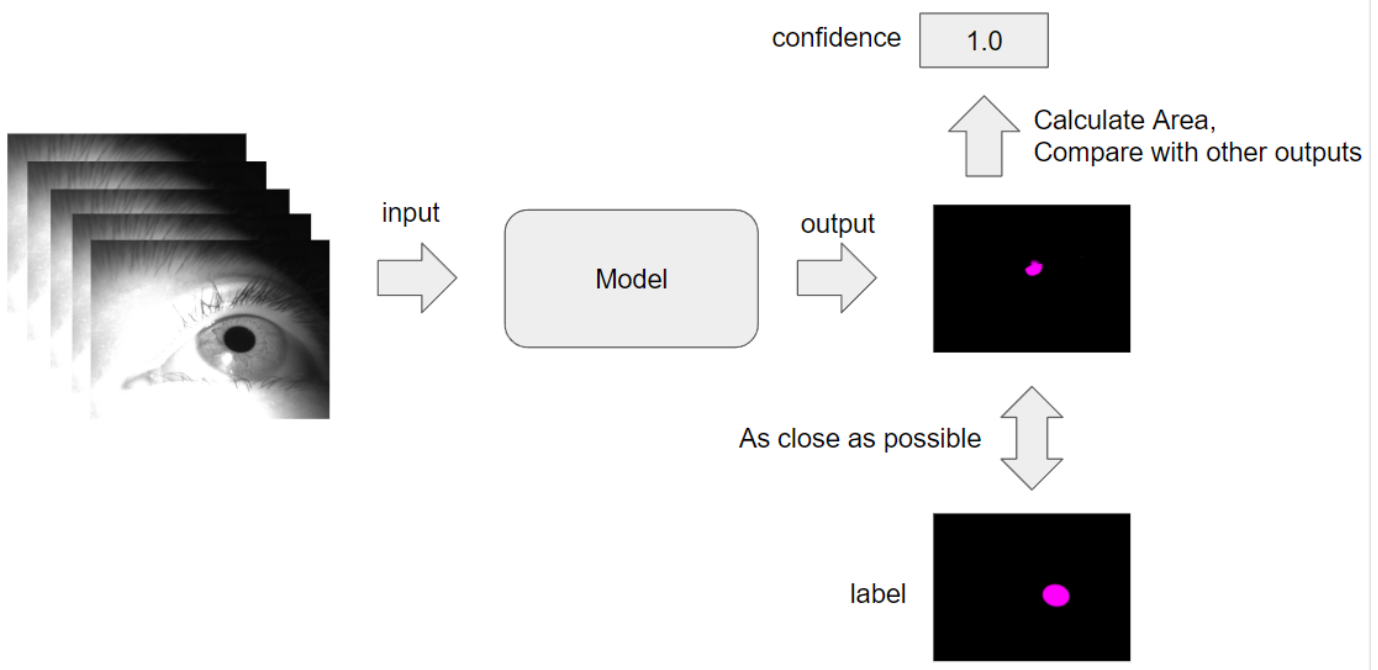 confidence
1.0
Calculate Area,
Compare with other outputs
input
Model
output
As close as possible
label